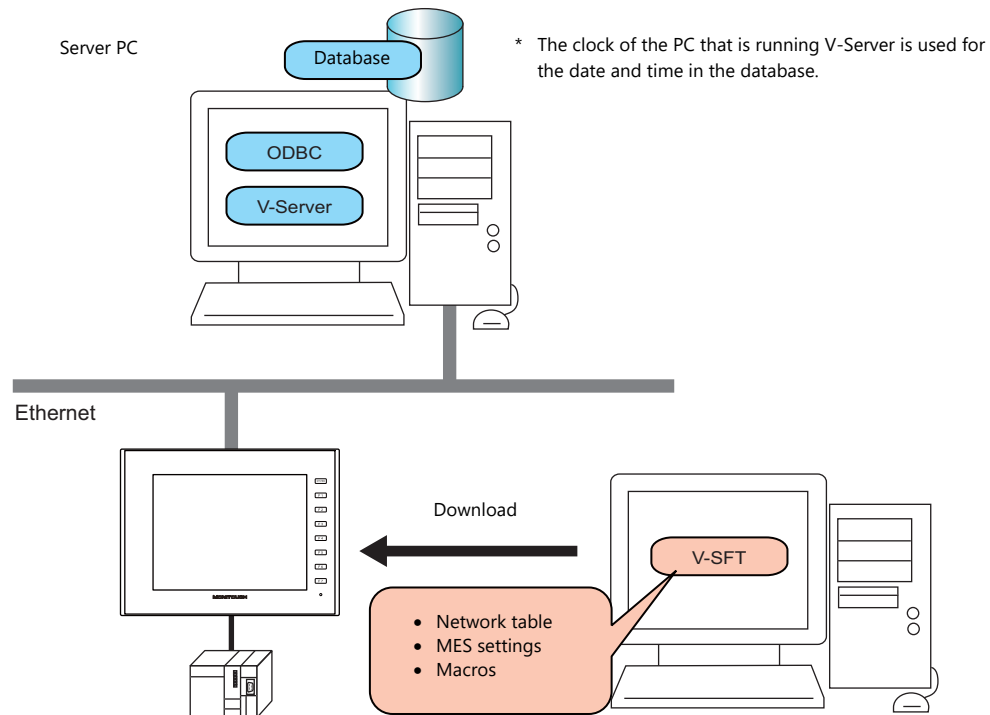 Server PC
Database
* The clock of the PC that is running V-Server is used for
the date and time in the database.
ODBC
V-Server
Ethernet
Download
V-SFT
MONITOUCH
• Network table
• MES settings
• Macros